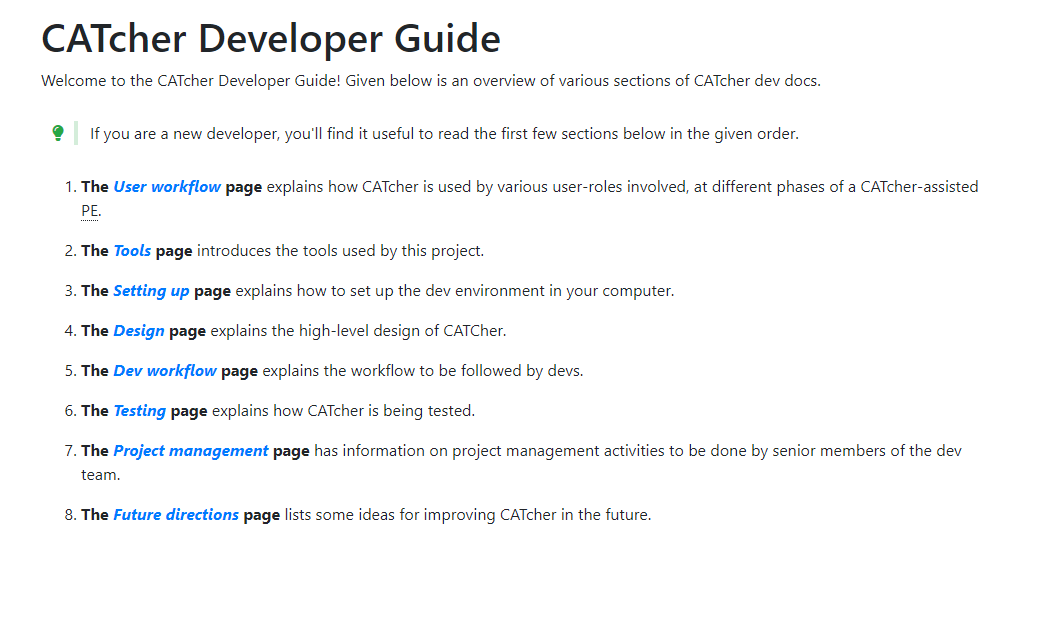 CATcher Developer Guide
Welcome to the CATcher Developer Guide! Given below is an overview of various sections of CATcher dev docs.
If you are a new developer, you'll find it useful to read the first few sections below in the given order.
1. The User workflow page explains how CATcher is used by various user-roles involved, at different phases of a CATcher-assisted
PE.
2. The Tools page introduces the tools used by this project.
3. The Setting up page explains how to set up the dev environment in your computer.
4. The Design page explains the high-level design of CATCher.
5. The Dev workflow page explains the workflow to be followed by devs.
6. The Testing page explains how CATcher is being tested.
7. The Project management page has information on project management activities to be done by senior members of the dev
team.
8. The Future directions page lists some ideas for improving CATcher in the future.